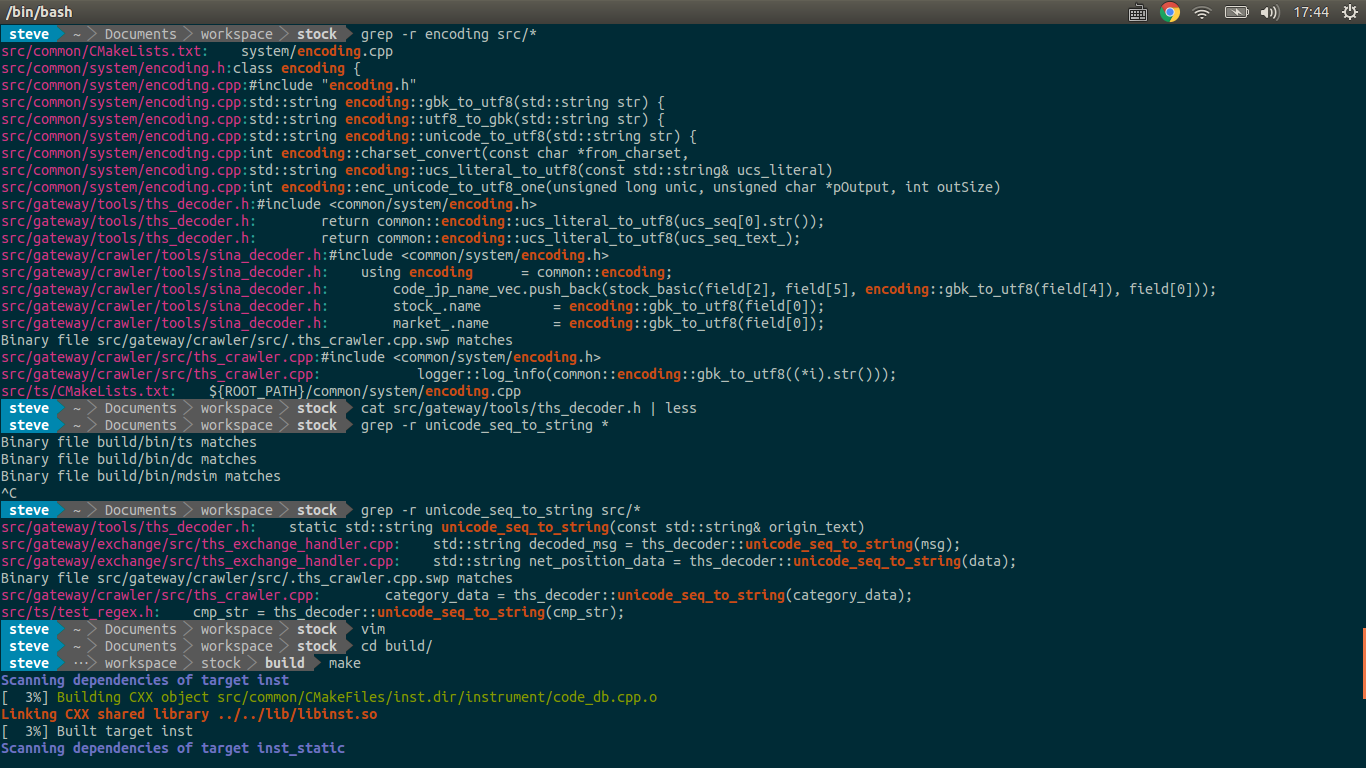 /bin/bash 17:44
steve ~ Documents workspace stock grep -r encoding src/*
src/common/CMakeLists.txt:    system/encoding.cpp
src/common/system/encoding.h:class encoding {
src/common/system/encoding.cpp:#include "encoding.h"
src/common/system/encoding.cpp:std::string encoding::gbk_to_utf8(std::string str) {
src/common/system/encoding.cpp:std::string encoding::utf8_to_gbk(std::string str) {
src/common/system/encoding.cpp:std::string encoding::unicode_to_utf8(std::string str) {
src/common/system/encoding.cpp:int encoding::charset_convert(const char *from_charset,
src/common/system/encoding.cpp:std::string encoding::ucs_literal_to_utf8(const std::string& ucs_literal)
src/common/system/encoding.cpp:int encoding::enc_unicode_to_utf8_one(unsigned long unic, unsigned char *pOutput, int outSize)
src/gateway/tools/ths_decoder.h:#include <common/system/encoding.h>
src/gateway/tools/ths_decoder.h:        return common::encoding::ucs_literal_to_utf8(ucs_seq[0].str());
src/gateway/tools/ths_decoder.h:        return common::encoding::ucs_literal_to_utf8(ucs_seq_text_);
src/gateway/crawler/tools/sina_decoder.h:#include <common/system/encoding.h>
src/gateway/crawler/tools/sina_decoder.h:    using encoding      = common::encoding;
src/gateway/crawler/tools/sina_decoder.h:        code_jp_name_vec.push_back(stock_basic(field[2], field[5], encoding::gbk_to_utf8(field[4]), field[0]));
src/gateway/crawler/tools/sina_decoder.h:        stock_.name         = encoding::gbk_to_utf8(field[0]);
src/gateway/crawler/tools/sina_decoder.h:        market_.name        = encoding::gbk_to_utf8(field[0]);
Binary file src/gateway/crawler/src/.ths_crawler.cpp.swp matches
src/gateway/crawler/src/ths_crawler.cpp:#include <common/system/encoding.h>
src/gateway/crawler/src/ths_crawler.cpp:            logger::log_info(common::encoding::gbk_to_utf8((*i).str()));
src/ts/CMakeLists.txt:    ${ROOT_PATH}/common/system/encoding.cpp
steve ~ Documents workspace stock cat src/gateway/tools/ths_decoder.h | less
steve ~ Documents workspace stock grep -r unicode_seq_to_string *
Binary file build/bin/ts matches
Binary file build/bin/dc matches
Binary file build/bin/mdsim matches
^C
steve ~ Documents workspace stock grep -r unicode_seq_to_string src/*
src/gateway/tools/ths_decoder.h:    static std::string unicode_seq_to_string(const std::string& origin_text)
src/gateway/exchange/src/ths_exchange_handler.cpp:    std::string decoded_msg = ths_decoder::unicode_seq_to_string(msg);
src/gateway/exchange/src/ths_exchange_handler.cpp:    std::string net_position_data = ths_decoder::unicode_seq_to_string(data);
Binary file src/gateway/crawler/src/.ths_crawler.cpp.swp matches
src/gateway/crawler/src/ths_crawler.cpp:        category_data = ths_decoder::unicode_seq_to_string(category_data);
src/ts/test_regex.h:    cmp_str = ths_decoder::unicode_seq_to_string(cmp_str);
steve ~ Documents workspace stock vim
steve ~ Documents workspace stock cd build/
steve ⋯ workspace stock build make
Scanning dependencies of target inst
[  3%] Building CXX object src/common/CMakeFiles/inst.dir/instrument/code_db.cpp.o
Linking CXX shared library ../../lib/libinst.so
[  3%] Built target inst
Scanning dependencies of target inst_static